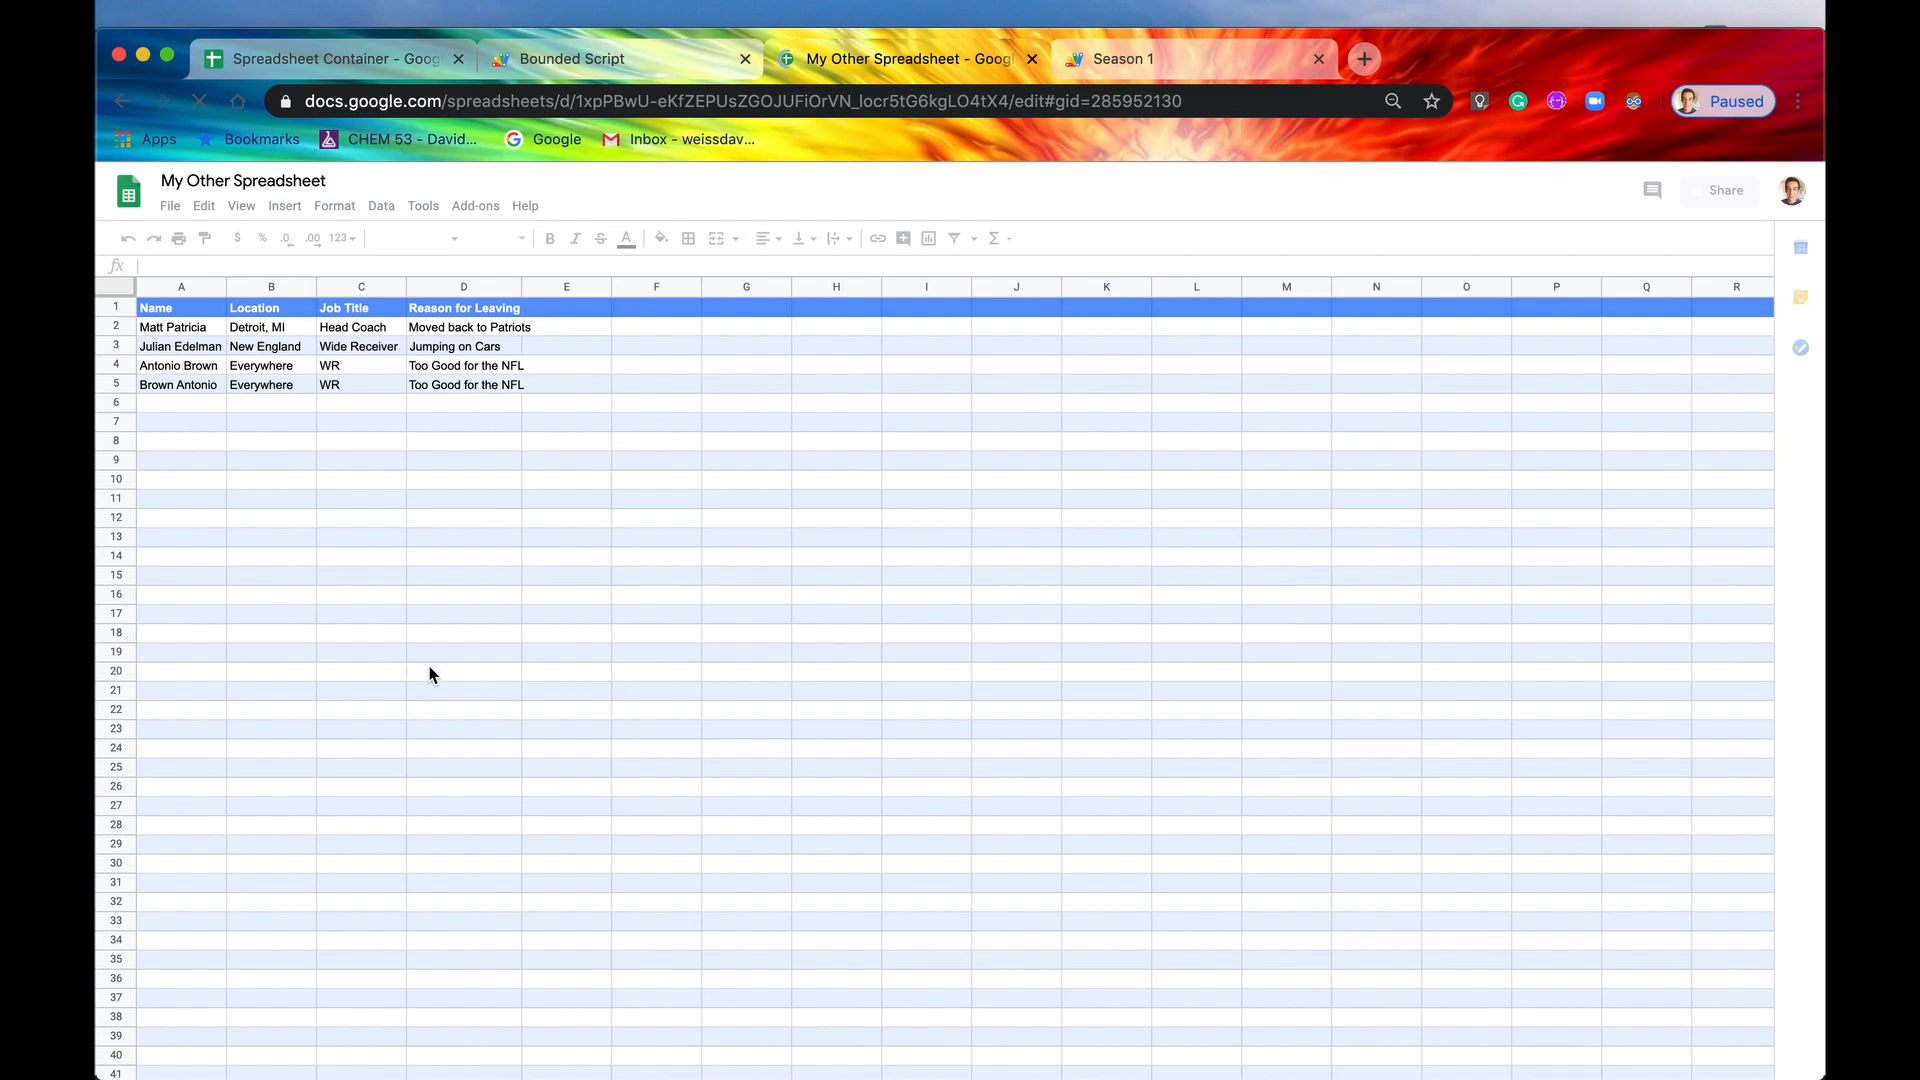 Spreadsheet Container - Goog
Bounded Script
My Other Spreadsheet - Googl
Season 1
docs.google.com/spreadsheets/d/1xpPBwU-eKfZEPUsZGOJUFiOrVN_locr5tG6kgLO4tX4/edit#gid=285952130
Paused
Apps
Bookmarks
CHEM 53 - David...
Google
Inbox - weissdav...
My Other Spreadsheet
Share
File Edit View Insert Format Data Tools Add-ons Help
$ % .0 .00 123 B I S A Σ
fx
A B C D E F G H I J K L M N O P Q R
1 Name Location Job Title Reason for Leaving
2 Matt Patricia Detroit, MI Head Coach Moved back to Patriots
3 Julian Edelman New England Wide Receiver Jumping on Cars
4 Antonio Brown Everywhere WR Too Good for the NFL
5 Brown Antonio Everywhere WR Too Good for the NFL
6
7
8
9
10
11
12
13
14
15
16
17
18
19
20
21
22
23
24
25
26
27
28
29
30
31
32
33
34
35
36
37
38
39
40
41